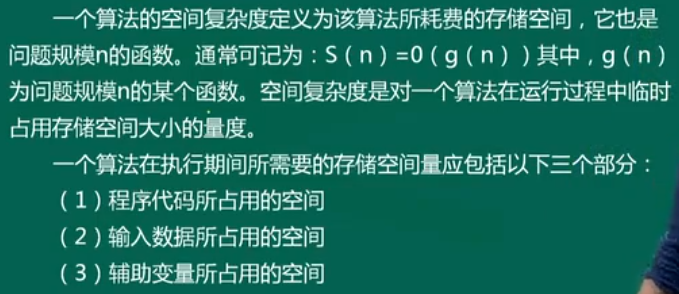 一个算法的空间复杂度定义为该算法所耗费的存储空间，它也是
问题规模n的函数。通常可记为：S（n）=0（g（n））其中，g（n）
为问题规模n的某个函数。空间复杂度是对一个算法在运行过程中临时
占用存储空间大小的量度。
一个算法在执行期间所需要的存储空间量应包括以下三个部分：
（1）程序代码所占用的空间
（2）输入数据所占用的空间
（3）辅助变量所占用的空间